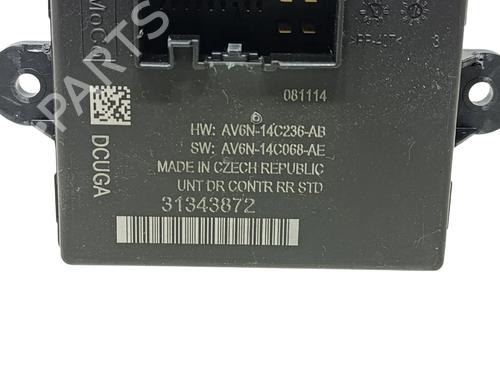 081114
HW: AV6N-14C236-AB
SW: AV6N-14C068-AE
MADE IN CZECH REPUBLIC
UNT DR CONTR RR STD
31343872
DCUGA
PARTS